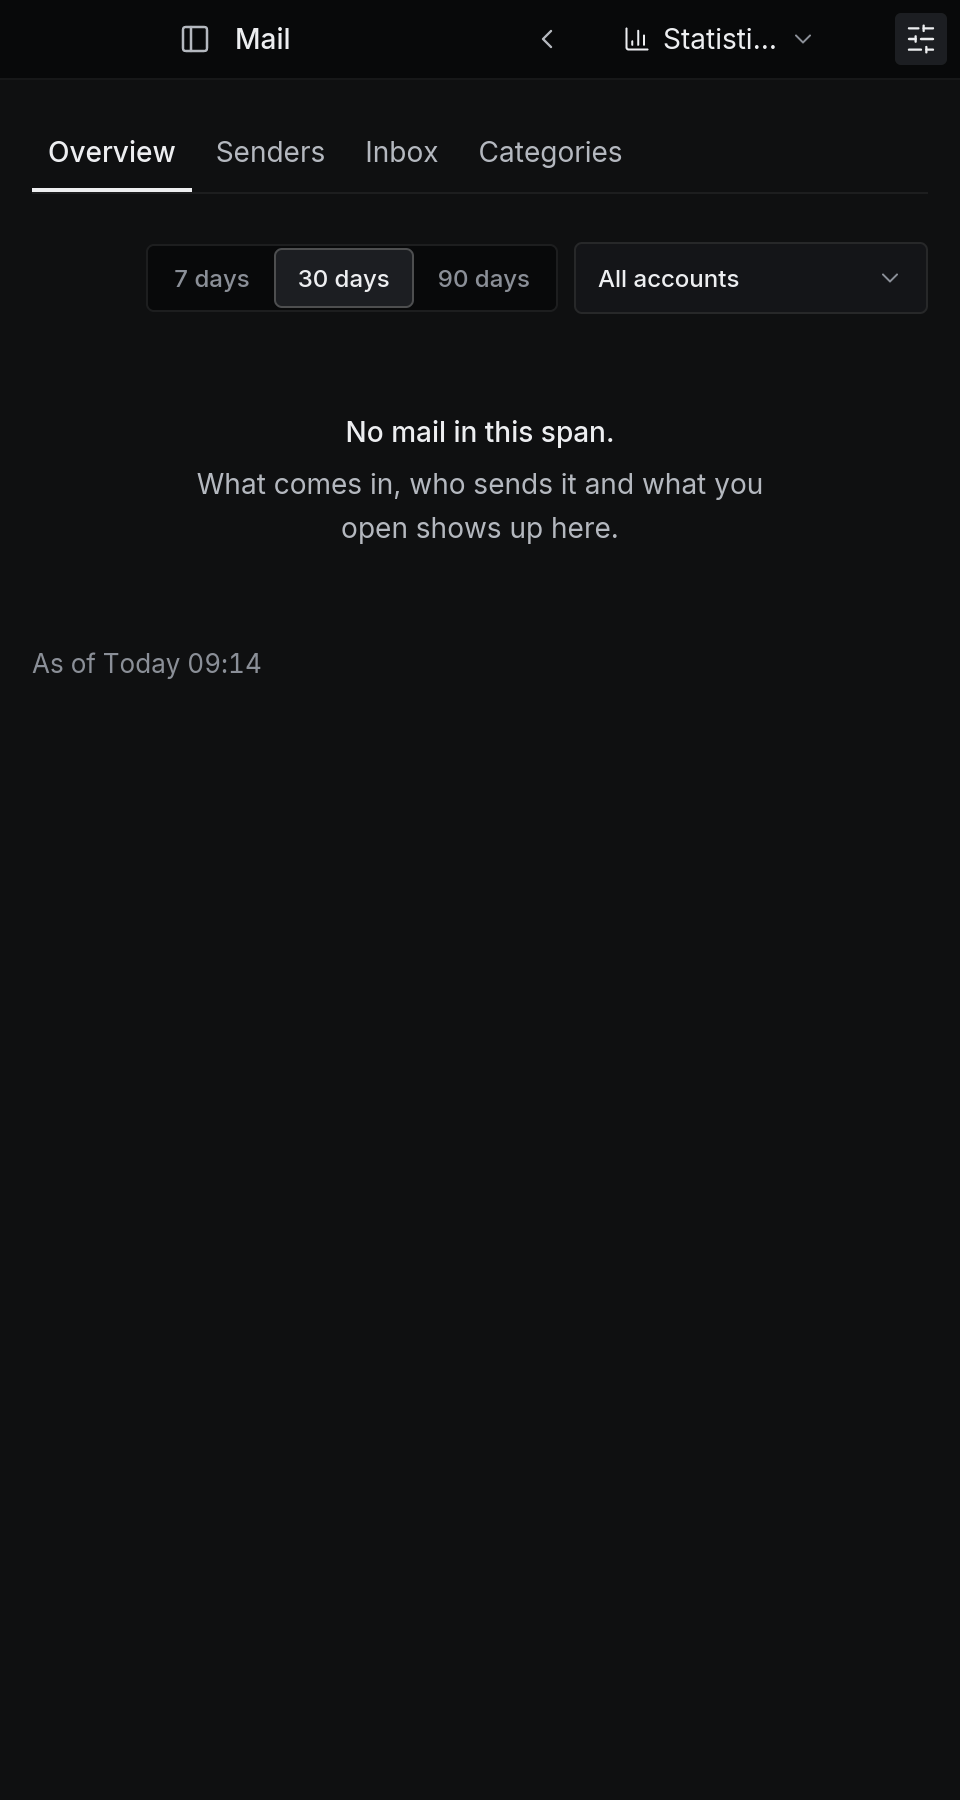 Mail
Statisti...
Overview Senders Inbox Categories
7 days 30 days 90 days All accounts
No mail in this span.
What comes in, who sends it and what you
open shows up here.
As of Today 09:14